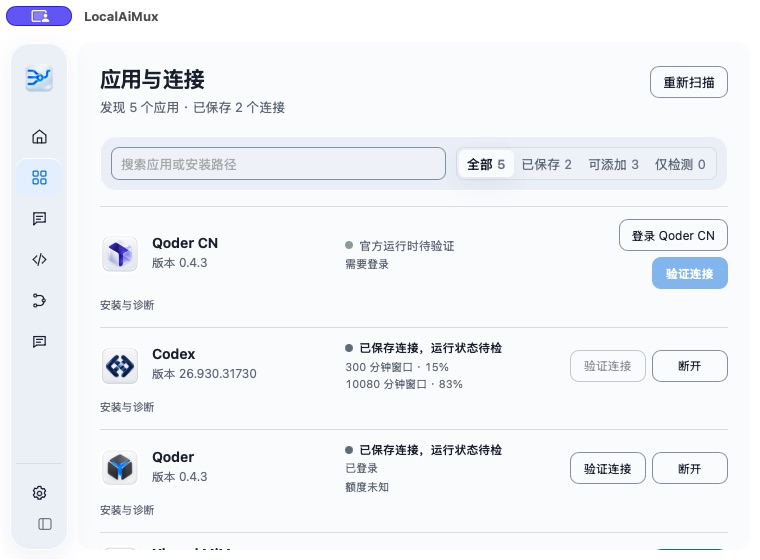 LocalAiMux
应用与连接
重新扫描
发现 5 个应用 · 已保存 2 个连接
搜索应用或安装路径
全部 5 已保存 2 可添加 3 仅检测 0
Qoder CN
版本 0.4.3
官方运行时待验证
需要登录
登录 Qoder CN
验证连接
安装与诊断
Codex
版本 26.930.31730
已保存连接，运行状态待检
300 分钟窗口 · 15%
10080 分钟窗口 · 83%
验证连接
断开
安装与诊断
Qoder
版本 0.4.3
已保存连接，运行状态待检
已登录
额度未知
验证连接
断开
安装与诊断